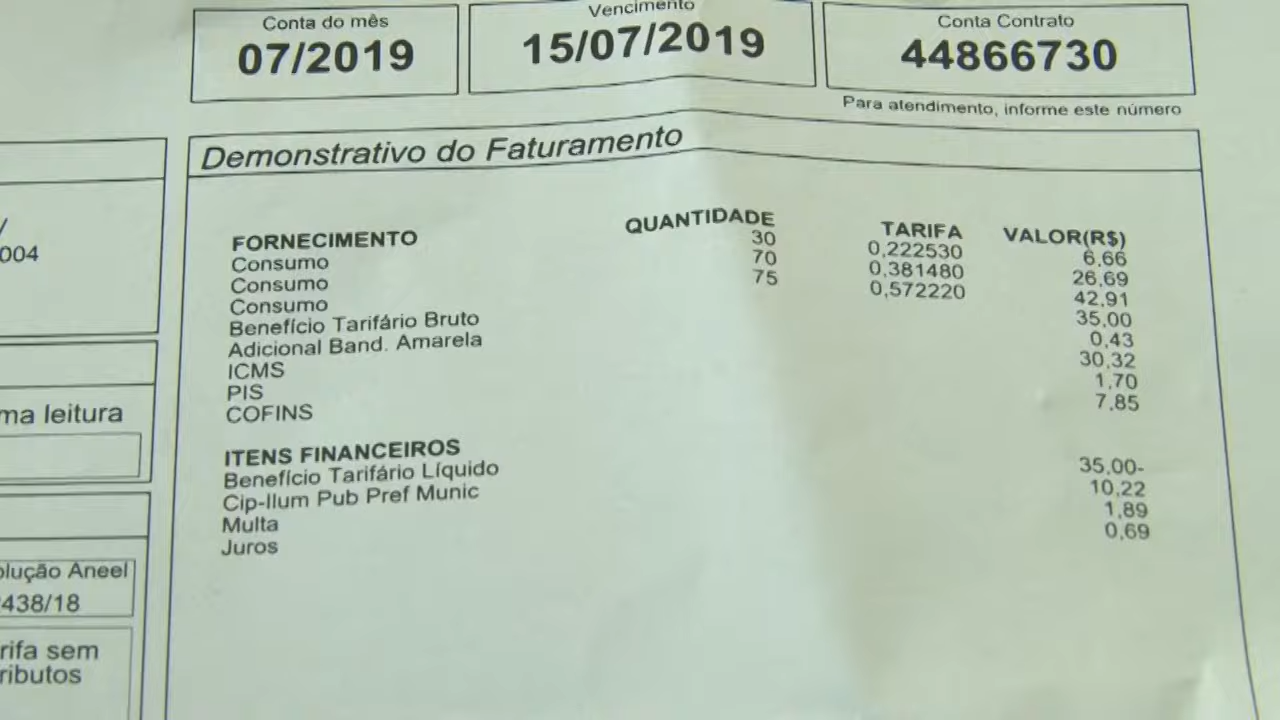 Conta do mês
07/2019
Vencimento
15/07/2019
Conta Contrato
44866730
Para atendimento, informe este número
Demonstrativo do Faturamento
FORNECIMENTO QUANTIDADE TARIFA VALOR(R$)
Consumo 30 0,222530 6,66
Consumo 70 0,381480 26,69
Consumo 75 0,572220 42,91
Benefício Tarifário Bruto 35,00
Adicional Band. Amarela 0,43
ICMS 30,32
PIS 1,70
COFINS 7,85
ITENS FINANCEIROS
Benefício Tarifário Líquido 35,00-
Cip-Ilum Pub Pref Munic 10,22
Multa 1,89
Juros 0,69
004
ma leitura
olução Aneel
438/18
rifa sem
ributos